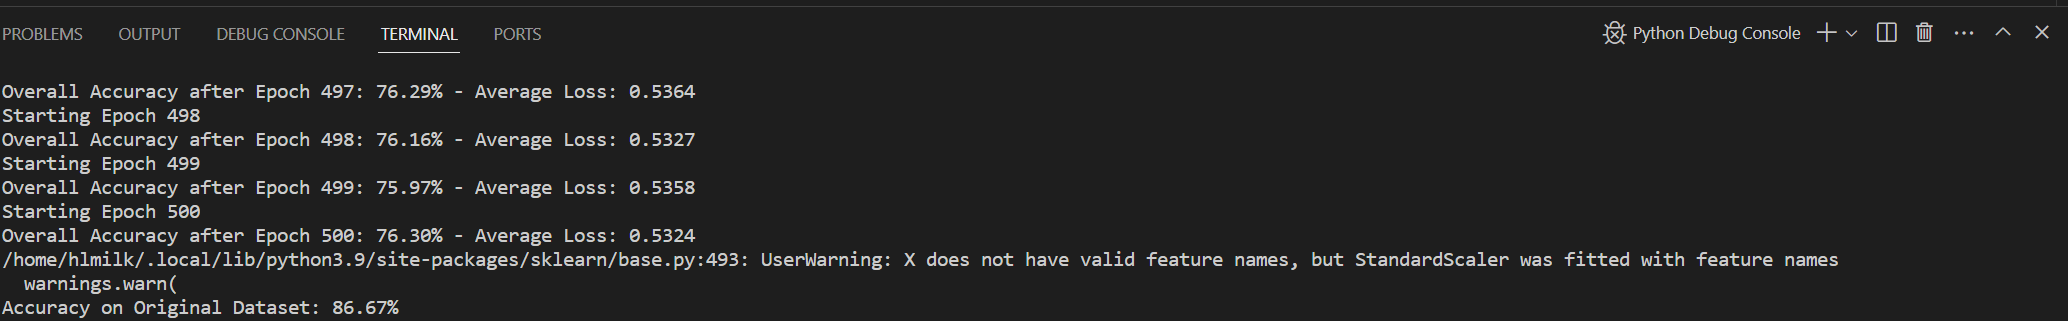 PROBLEMS OUTPUT DEBUG CONSOLE TERMINAL PORTS Python Debug Console
Overall Accuracy after Epoch 497: 76.29% - Average Loss: 0.5364
Starting Epoch 498
Overall Accuracy after Epoch 498: 76.16% - Average Loss: 0.5327
Starting Epoch 499
Overall Accuracy after Epoch 499: 75.97% - Average Loss: 0.5358
Starting Epoch 500
Overall Accuracy after Epoch 500: 76.30% - Average Loss: 0.5324
/home/hlmilk/.local/lib/python3.9/site-packages/sklearn/base.py:493: UserWarning: X does not have valid feature names, but StandardScaler was fitted with feature names
  warnings.warn(
Accuracy on Original Dataset: 86.67%